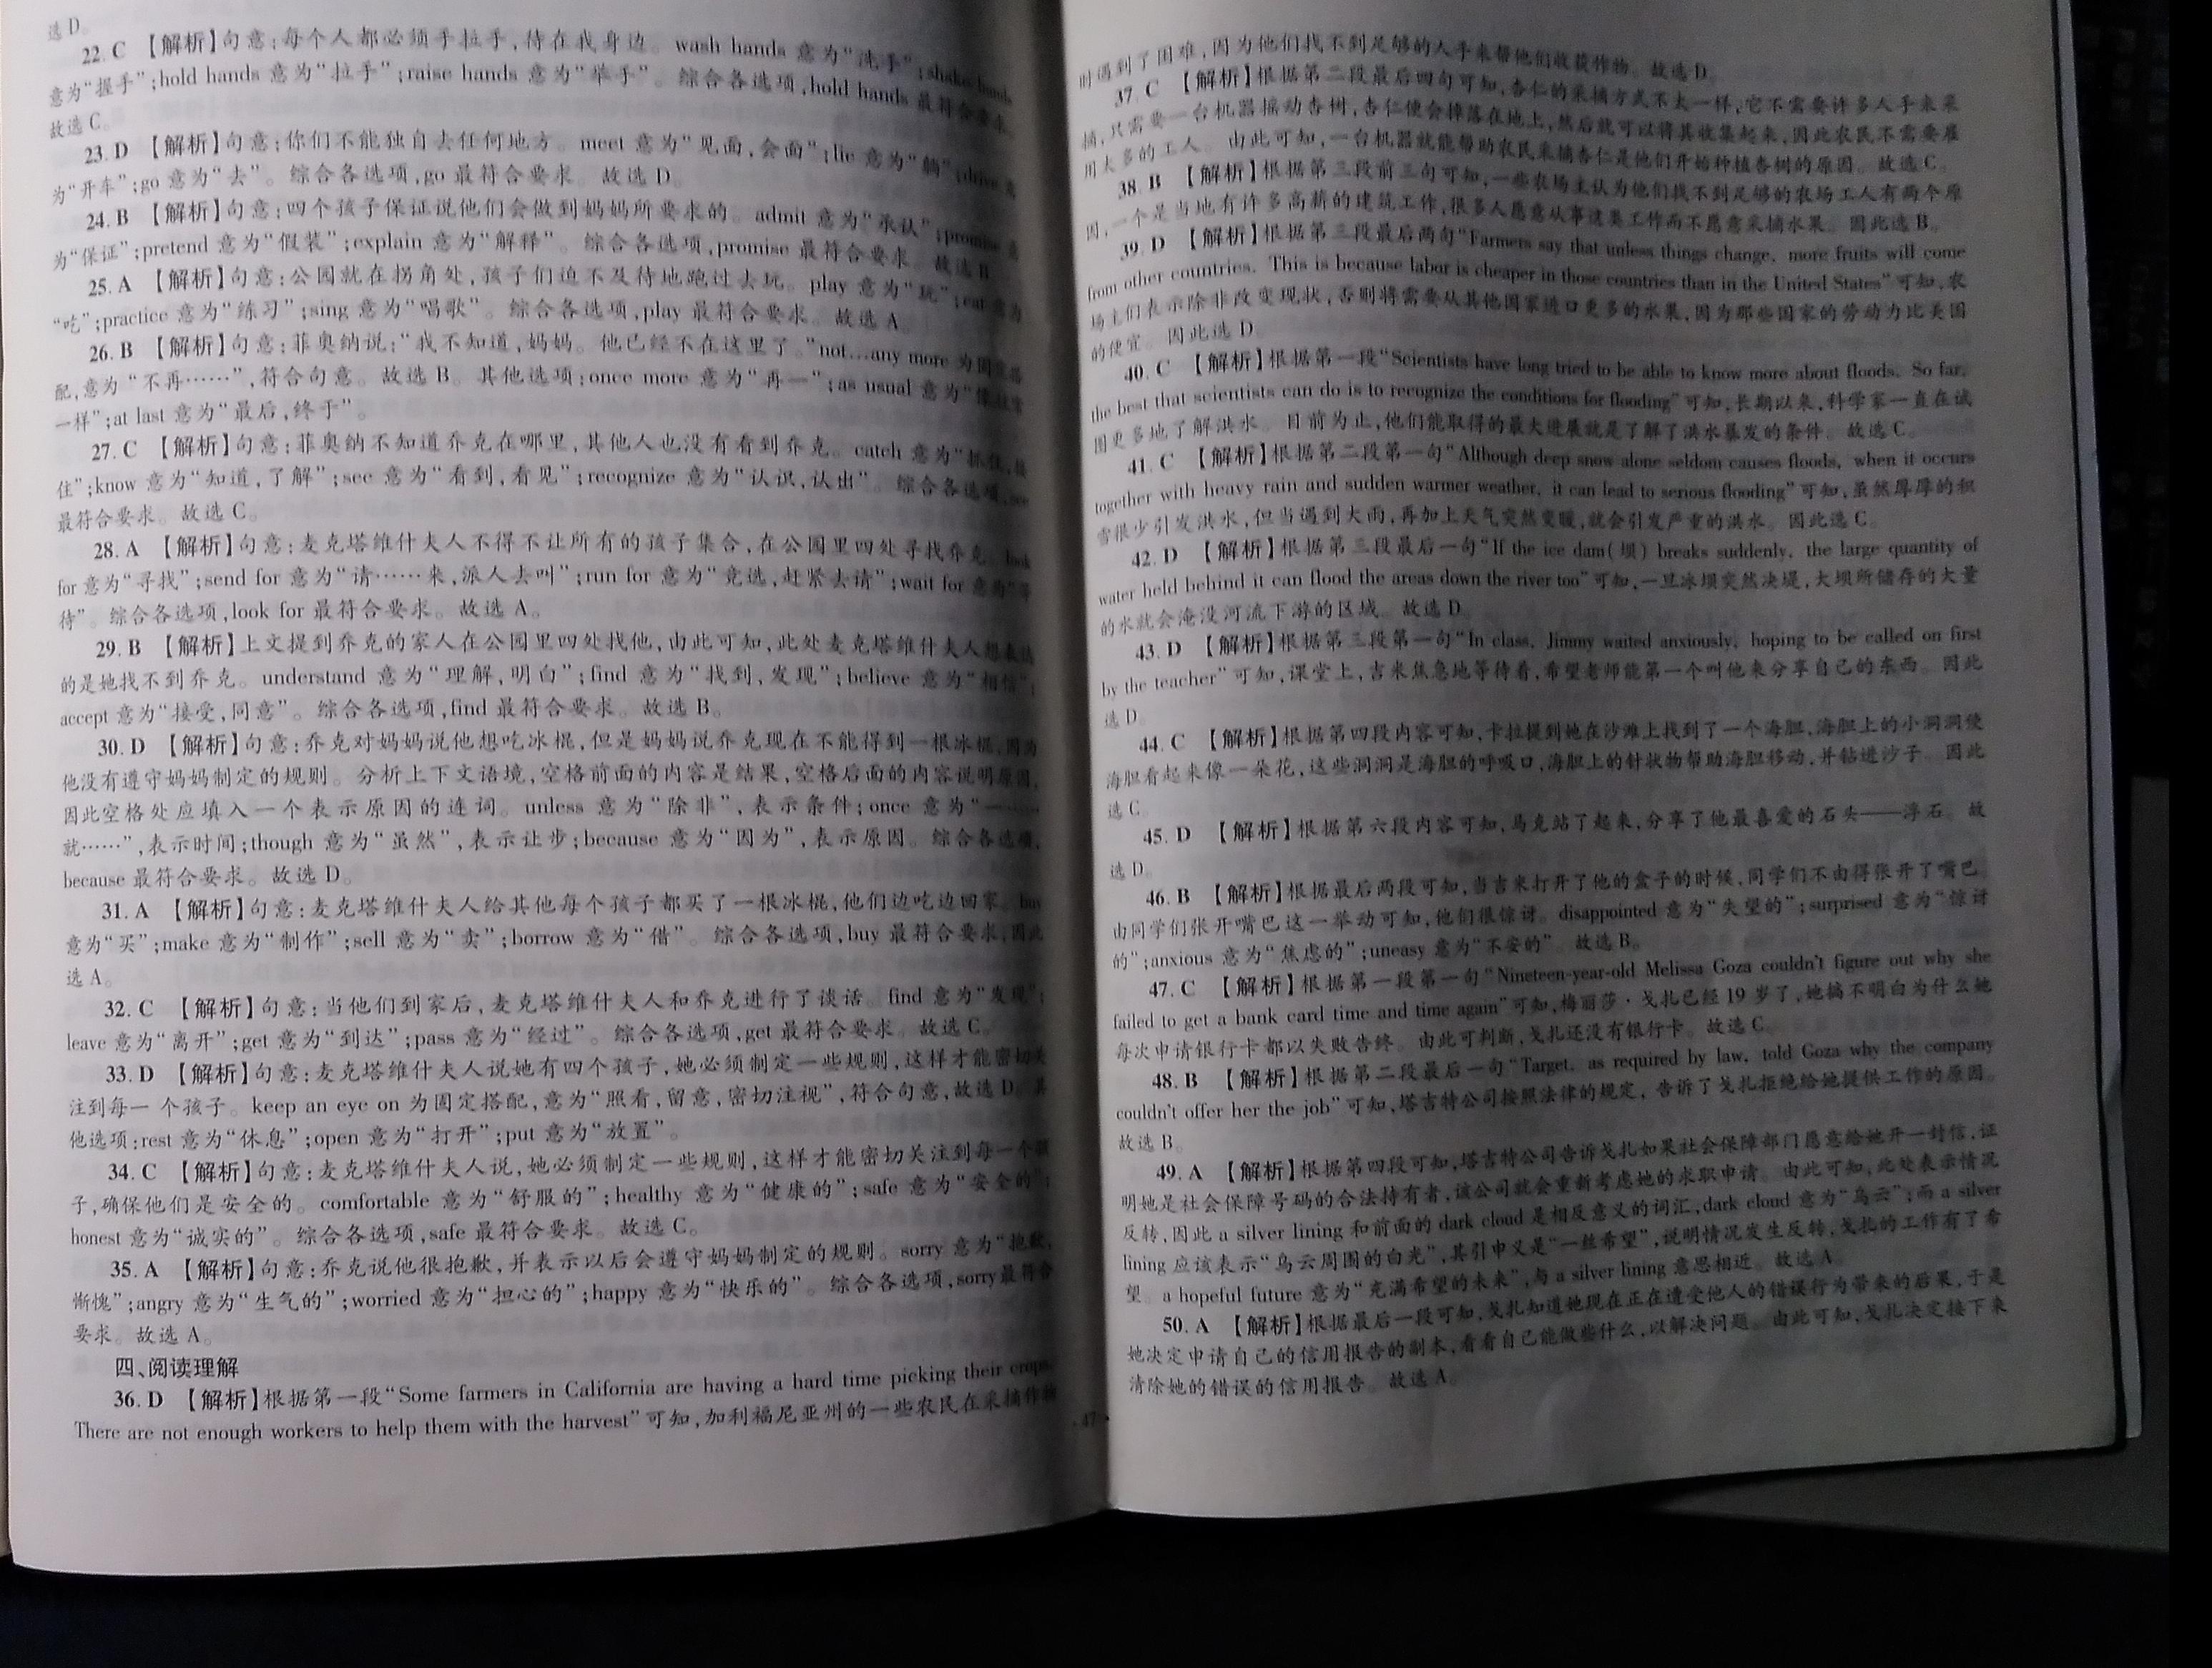 选 D。
22. C 【解析】句意:每个人都必须手拉手,待在我身边。wash hands 意为“洗手”;shake hands
意为“握手”;hold hands 意为“拉手”;raise hands 意为“举手”。综合各选项,hold hands 最符合要求。
故选 C。
23. D 【解析】句意:你们不能独自去任何地方。meet 意为“见面,会面”;lie 意为“躺”;drive 意
为“开车”;go 意为“去”。综合各选项,go 最符合要求。故选 D。
24. B 【解析】句意:四个孩子保证说他们会做到妈妈所要求的。admit 意为“承认”;promise 意
为“保证”;pretend 意为“假装”;explain 意为“解释”。综合各选项,promise 最符合要求。故选 B。
25. A 【解析】句意:公园就在拐角处,孩子们迫不及待地跑过去玩。play 意为“玩”;eat 意为
“吃”;practice 意为“练习”;sing 意为“唱歌”。综合各选项,play 最符合要求。故选 A。
26. B 【解析】句意:菲奥纳说:“我不知道,妈妈。他已经不在这里了。”not…any more 为固定搭
配,意为“不再……”,符合句意。故选 B。其他选项:once more 意为“再一”;as usual 意为“像往常
一样”;at last 意为“最后,终于”。
27. C 【解析】句意:菲奥纳不知道乔克在哪里,其他人也没有看到乔克。catch 意为“抓住,接
住”;know 意为“知道,了解”;see 意为“看到,看见”;recognize 意为“认识,认出”。综合各选项,see
最符合要求。故选 C。
28. A 【解析】句意:麦克塔维什夫人不得不让所有的孩子集合,在公园里四处寻找乔克。look
for 意为“寻找”;send for 意为“请……来,派人去叫”;run for 意为“竞选,赶紧去请”;wait for 意为“等
待”。综合各选项,look for 最符合要求。故选 A。
29. B 【解析】上文提到乔克的家人在公园里四处找他,由此可知,此处麦克塔维什夫人想表达
的是她找不到乔克。understand 意为“理解,明白”;find 意为“找到,发现”;believe 意为“相信”;
accept 意为“接受,同意”。综合各选项,find 最符合要求。故选 B。
30. D 【解析】句意:乔克对妈妈说他想吃冰棍,但是妈妈说乔克现在不能得到一根冰棍,因为
他没有遵守妈妈制定的规则。分析上下文语境,空格前面的内容是结果,空格后面的内容说明原因,
因此空格处应填入一个表示原因的连词。unless 意为“除非”,表示条件;once 意为“一……
就……”,表示时间;though 意为“虽然”,表示让步;because 意为“因为”,表示原因。综合各选项,
because 最符合要求。故选 D。
31. A 【解析】句意:麦克塔维什夫人给其他每个孩子都买了一根冰棍,他们边吃边回家。buy
意为“买”;make 意为“制作”;sell 意为“卖”;borrow 意为“借”。综合各选项,buy 最符合要求,因此
选 A。
32. C 【解析】句意:当他们到家后,麦克塔维什夫人和乔克进行了谈话。find 意为“发现”;
leave 意为“离开”;get 意为“到达”;pass 意为“经过”。综合各选项,get 最符合要求。故选 C。
33. D 【解析】句意:麦克塔维什夫人说她有四个孩子,她必须制定一些规则,这样才能密切关
注到每一个孩子。keep an eye on 为固定搭配,意为“照看,留意,密切注视”,符合句意,故选 D。其
他选项:rest 意为“休息”;open 意为“打开”;put 意为“放置”。
34. C 【解析】句意:麦克塔维什夫人说,她必须制定一些规则,这样才能密切关注到每一个孩
子,确保他们是安全的。comfortable 意为“舒服的”;healthy 意为“健康的”;safe 意为“安全的”;
honest 意为“诚实的”。综合各选项,safe 最符合要求。故选 C。
35. A 【解析】句意:乔克说他很抱歉,并表示以后会遵守妈妈制定的规则。sorry 意为“抱歉,
惭愧”;angry 意为“生气的”;worried 意为“担心的”;happy 意为“快乐的”。综合各选项,sorry最符合
要求。故选 A。
四、阅读理解
36. D 【解析】根据第一段“Some farmers in California are having a hard time picking their crops.
There are not enough workers to help them with the harvest”可知,加利福尼亚州的一些农民在采摘作物
· 47 ·
时遇到了困难,因为他们找不到足够的人手来帮他们收获作物。故选 D。
37. C 【解析】根据第二段最后四句可知,杏仁的采摘方式不太一样,它不需要许多人手来采
摘,只需要一台机器摇动杏树,杏仁便会掉落在地上,然后就可以将其收集起来,因此农民不需要雇
用太多的工人。由此可知,一台机器就能帮助农民采摘杏仁是他们开始种植杏树的原因。故选 C。
38. B 【解析】根据第三段前三句可知,一些农场主认为他们找不到足够的农场工人有两个原
因,一个是当地有许多高薪的建筑工作,很多人愿意从事这类工作而不愿意采摘水果。因此选 B。
39. D 【解析】根据第三段最后两句“Farmers say that unless things change, more fruits will come
from other countries. This is because labor is cheaper in those countries than in the United States”可知,农
场主们表示除非改变现状,否则将需要从其他国家进口更多的水果,因为那些国家的劳动力比美国
的便宜。因此选 D。
40. C 【解析】根据第一段“Scientists have long tried to be able to know more about floods. So far,
the best that scientists can do is to recognize the conditions for flooding”可知,长期以来,科学家一直在试
图更多地了解洪水。目前为止,他们能取得的最大进展就是了解了洪水暴发的条件。故选 C。
41. C 【解析】根据第二段第一句“Although deep snow alone seldom causes floods, when it occurs
together with heavy rain and sudden warmer weather, it can lead to serious flooding”可知,虽然厚厚的积
雪很少引发洪水,但当遇到大雨,再加上天气突然变暖,就会引发严重的洪水。因此选 C。
42. D 【解析】根据第三段最后一句“If the ice dam(坝) breaks suddenly, the large quantity of
water held behind it can flood the areas down the river too”可知,一旦冰坝突然决堤,大坝所储存的大量
的水就会淹没河流下游的区域。故选 D。
43. D 【解析】根据第三段第一句“In class, Jimmy waited anxiously, hoping to be called on first
by the teacher”可知,课堂上,吉米焦急地等待着,希望老师能第一个叫他来分享自己的东西。因此
选 D。
44. C 【解析】根据第四段内容可知,卡拉提到她在沙滩上找到了一个海胆,海胆上的小洞洞使
海胆看起来像一朵花,这些洞洞是海胆的呼吸口,海胆上的针状物帮助海胆移动,并钻进沙子。因此
选 C。
45. D 【解析】根据第六段内容可知,马克站了起来,分享了他最喜爱的石头——浮石。故
选 D。
46. B 【解析】根据最后两段可知,当吉米打开了他的盒子的时候,同学们不由得张开了嘴巴。
由同学们张开嘴巴这一举动可知,他们很惊讶。disappointed 意为“失望的”;surprised 意为“惊讶
的”;anxious 意为“焦虑的”;uneasy 意为“不安的”。故选 B。
47. C 【解析】根据第一段第一句“Nineteen-year-old Melissa Goza couldn't figure out why she
failed to get a bank card time and time again”可知,梅丽莎·戈扎已经 19 岁了,她搞不明白为什么她
每次申请银行卡都以失败告终。由此可判断,戈扎还没有银行卡。故选 C。
48. B 【解析】根据第二段最后一句“Target, as required by law, told Goza why the company
couldn't offer her the job”可知,塔吉特公司按照法律的规定,告诉了戈扎拒绝给她提供工作的原因。
故选 B。
49. A 【解析】根据第四段可知,塔吉特公司告诉戈扎如果社会保障部门愿意给她开一封信,证
明她是社会保障号码的合法持有者,该公司就会重新考虑她的求职申请。由此可知,此处表示情况
反转,因此 a silver lining 和前面的 dark cloud 是相反意义的词汇,dark cloud 意为“乌云”;而 a silver
lining 应该表示“乌云周围的白光”,其引申义是“一丝希望”,说明情况发生反转,戈扎的工作有了希
望。a hopeful future 意为“充满希望的未来”,与 a silver lining 意思相近。故选 A。
50. A 【解析】根据最后一段可知,戈扎知道她现在正在遭受他人的错误行为带来的后果,于是
她决定申请自己的信用报告的副本,看看自己能做些什么,以解决问题。由此可知,戈扎决定接下来
清除她的错误的信用报告。故选 A。